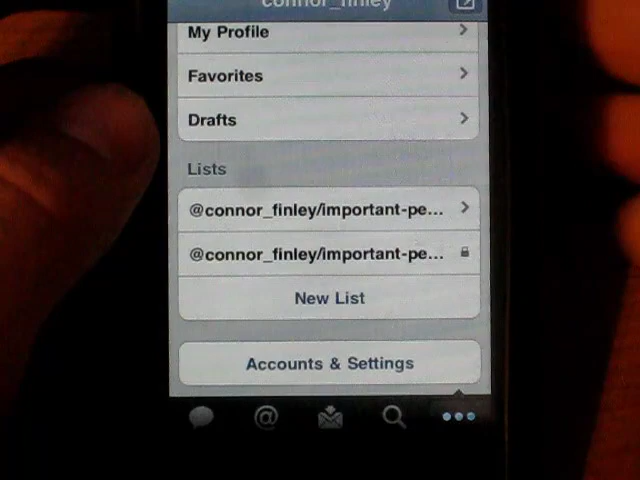 connor_finley
My Profile
Favorites
Drafts
Lists
@connor_finley/important-pe...
@connor_finley/important-pe...
New List
Accounts & Settings
@